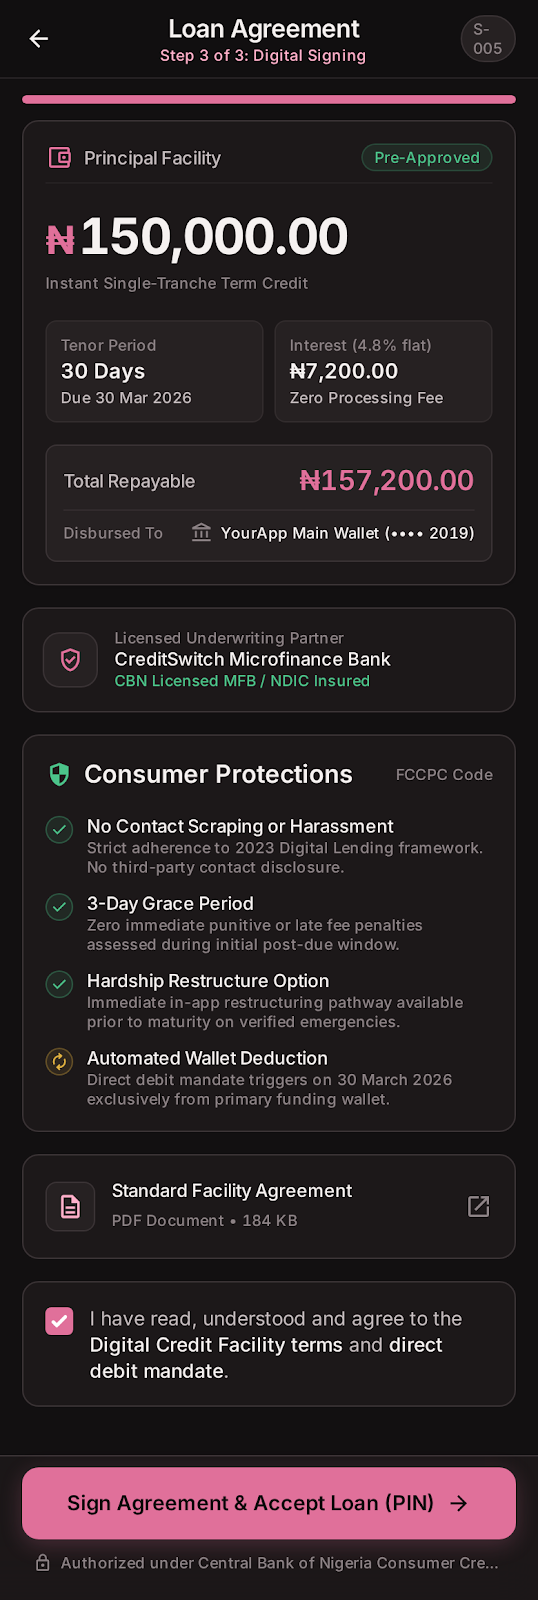 Loan Agreement
Step 3 of 3: Digital Signing
S-
005
Principal Facility
Pre-Approved
₦150,000.00
Instant Single-Tranche Term Credit
Tenor Period
30 Days
Due 30 Mar 2026
Interest (4.8% flat)
₦7,200.00
Zero Processing Fee
Total Repayable
₦157,200.00
Disbursed To
YourApp Main Wallet (•••• 2019)
Licensed Underwriting Partner
CreditSwitch Microfinance Bank
CBN Licensed MFB / NDIC Insured
Consumer Protections
FCCPC Code
No Contact Scraping or Harassment
Strict adherence to 2023 Digital Lending framework.
No third-party contact disclosure.
3-Day Grace Period
Zero immediate punitive or late fee penalties
assessed during initial post-due window.
Hardship Restructure Option
Immediate in-app restructuring pathway available
prior to maturity on verified emergencies.
Automated Wallet Deduction
Direct debit mandate triggers on 30 March 2026
exclusively from primary funding wallet.
Standard Facility Agreement
PDF Document • 184 KB
I have read, understood and agree to the
Digital Credit Facility terms and direct
debit mandate.
Sign Agreement & Accept Loan (PIN)
Authorized under Central Bank of Nigeria Consumer Cre...